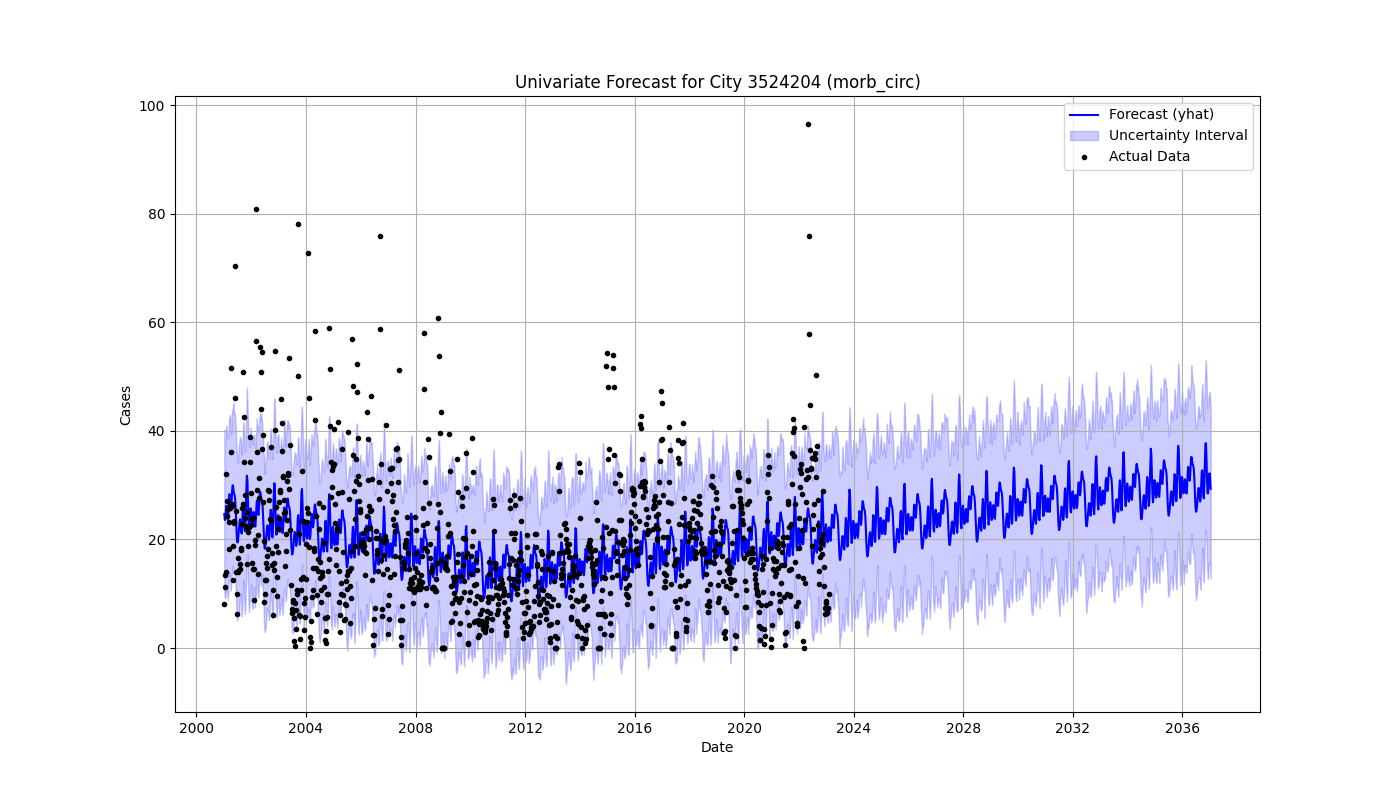 Univariate Forecast for City 3524204 (morb_circ)
Forecast (yhat)
Uncertainty Interval
Actual Data
100
80
60
40
20
0
Cases
2000 2004 2008 2012 2016 2020 2024 2028 2032 2036
Date